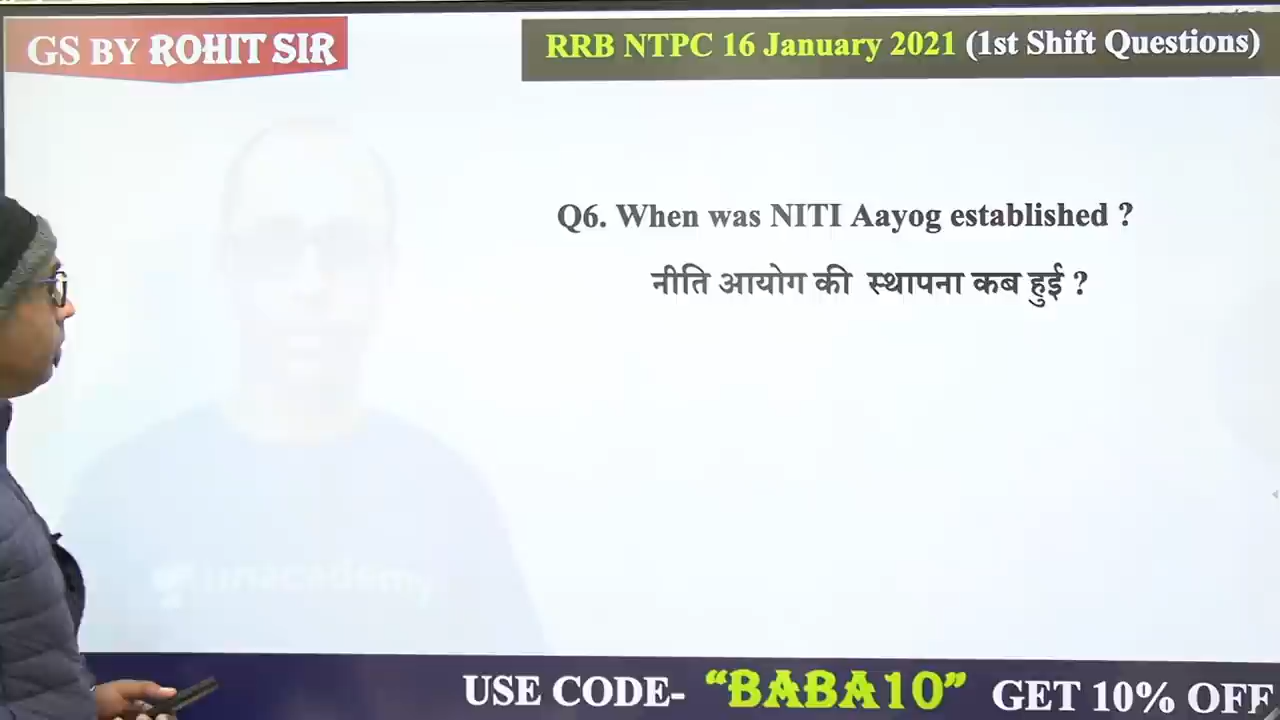 GS BY ROHIT SIR
RRB NTPC 16 January 2021 (1st Shift Questions)
Q6. When was NITI Aayog established ?
नीति आयोग की स्थापना कब हुई ?
unacademy
USE CODE- “BABA10” GET 10% OFF